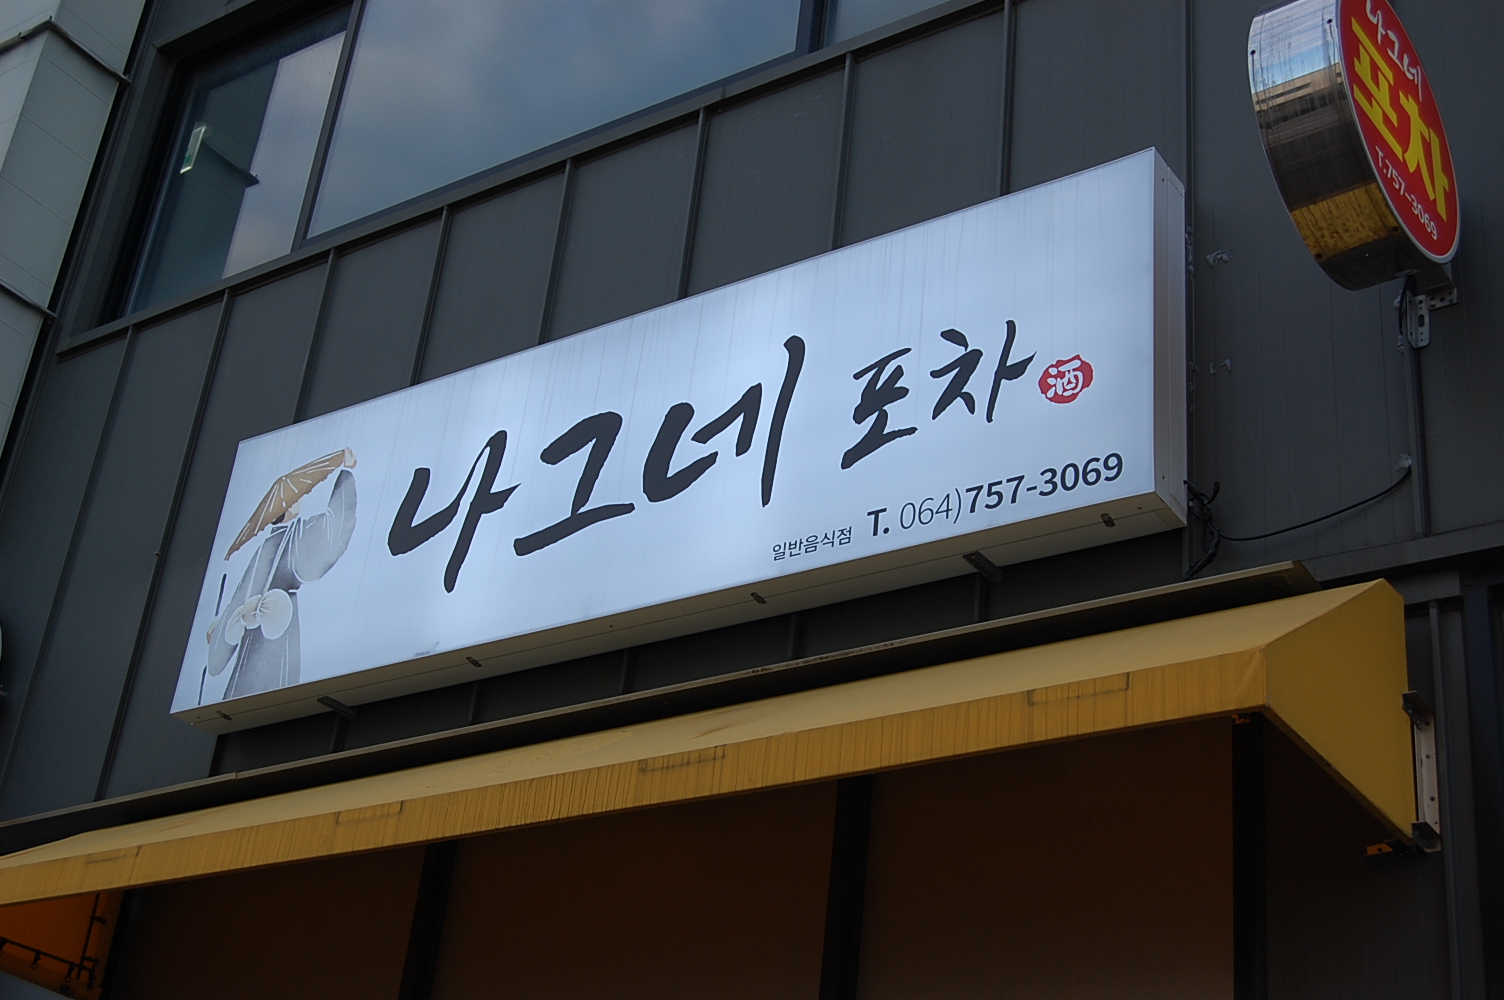 나그네 포차 酒
일반음식점 T. 064)757-3069
나그네
포차
T.757-3069